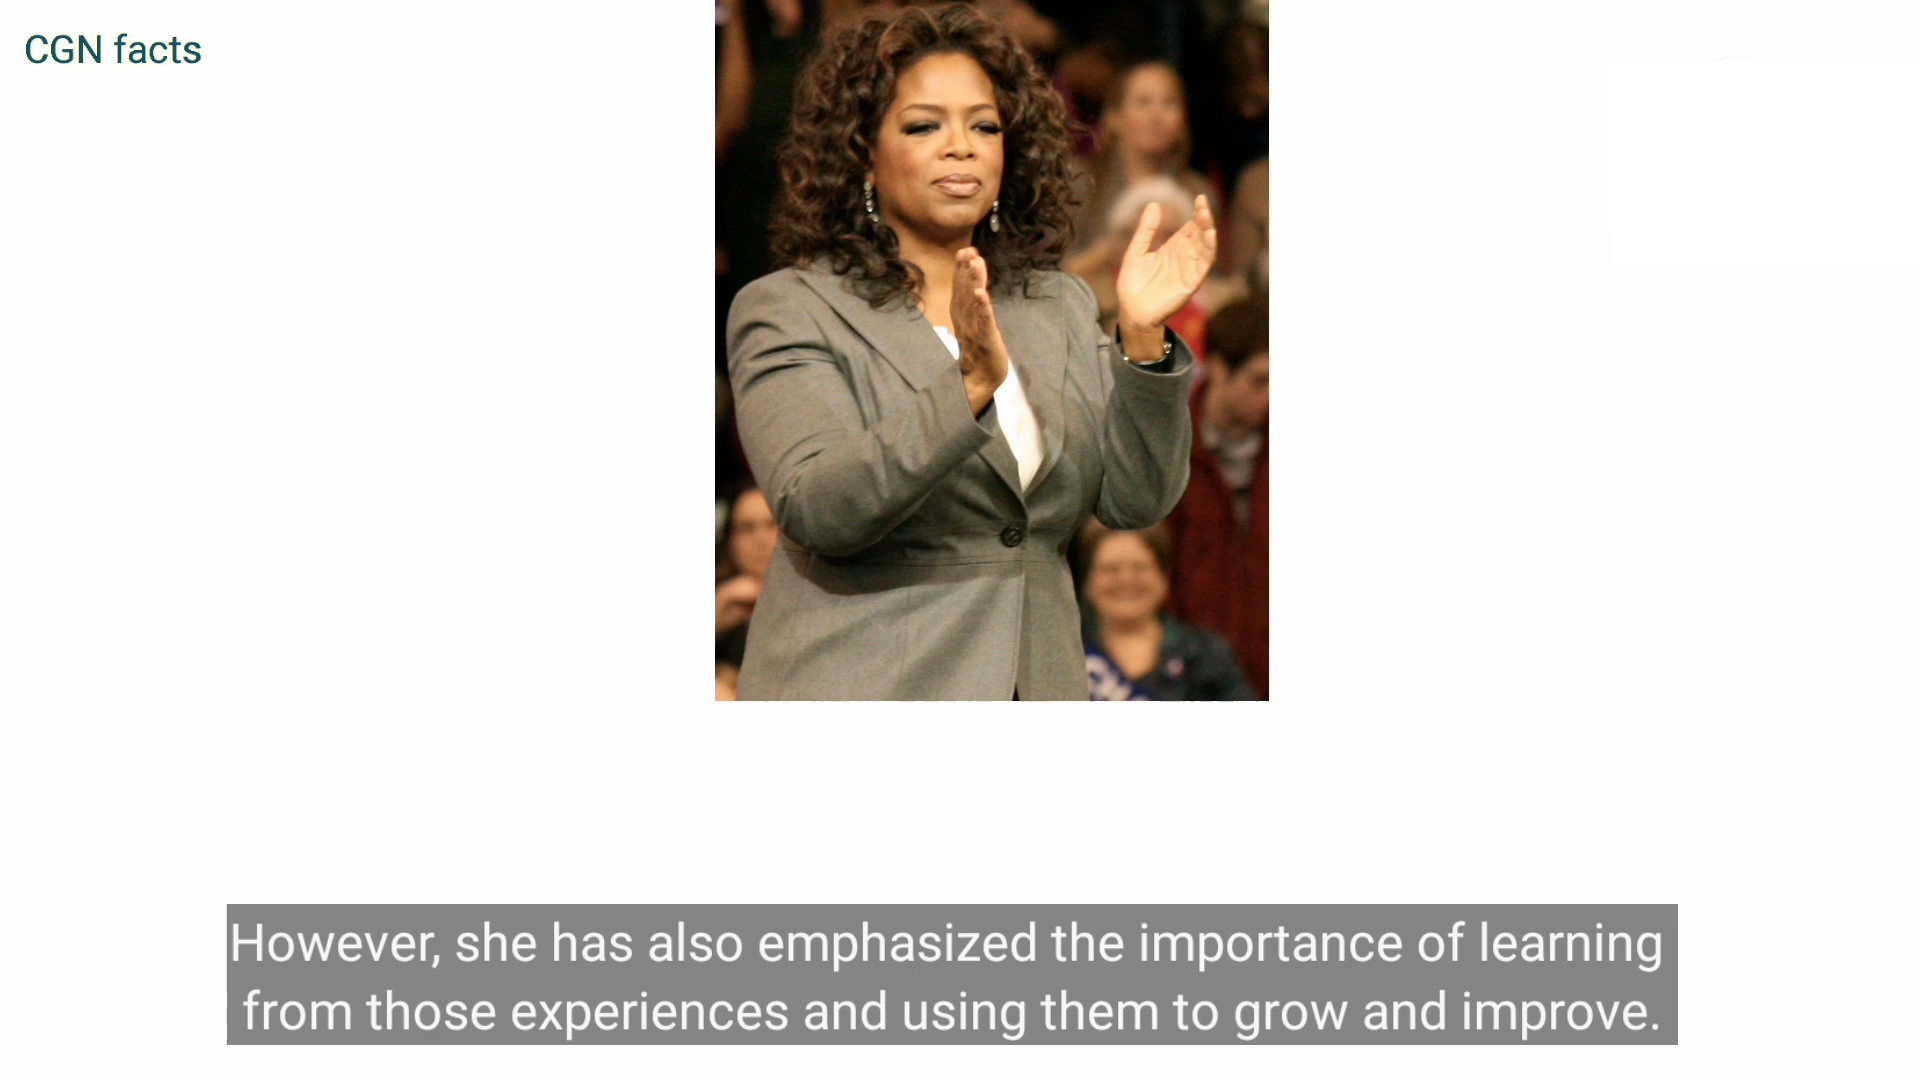 CGN facts
However, she has also emphasized the importance of learning
from those experiences and using them to grow and improve.